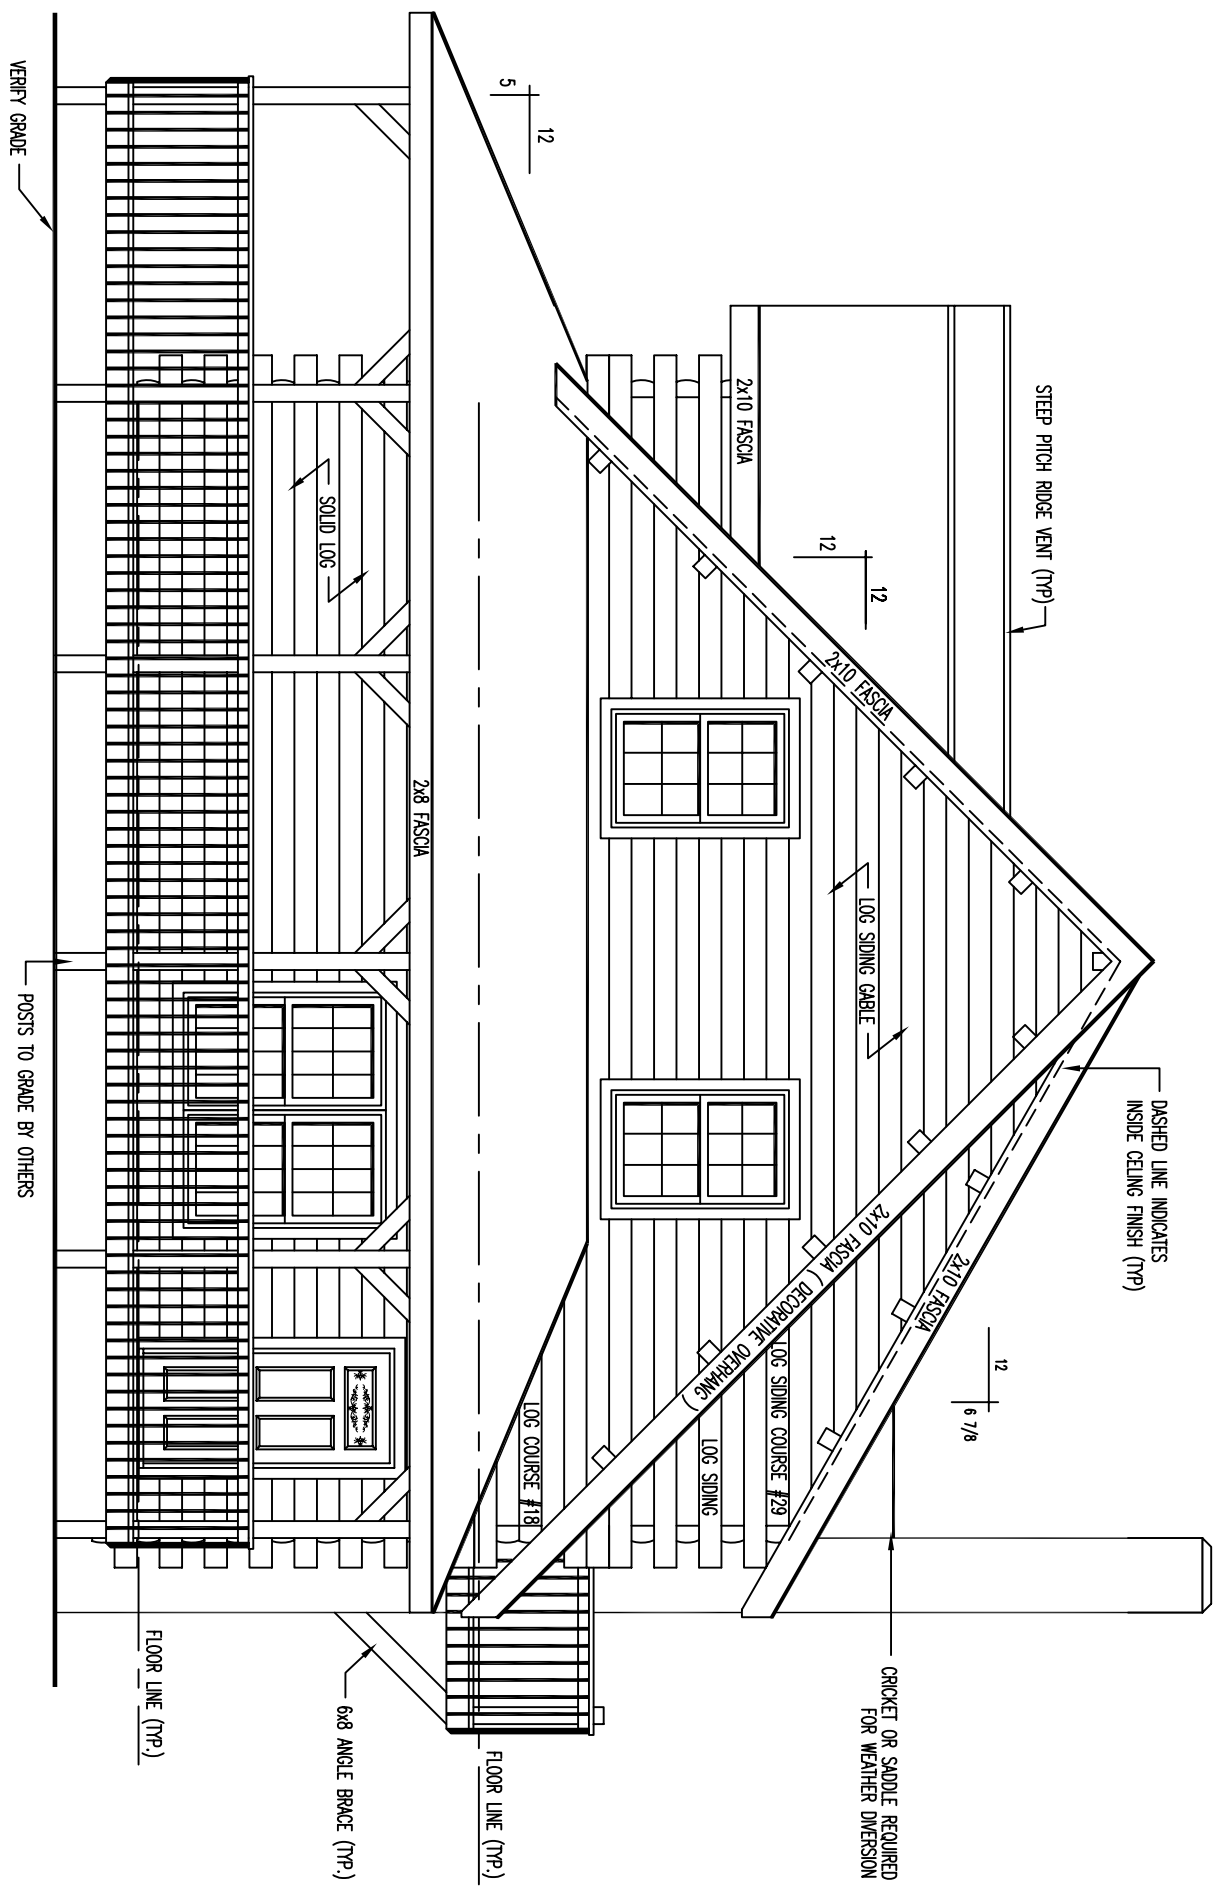 STEEP PITCH RIDGE VENT (TYP)
DASHED LINE INDICATES
INSIDE CELING FINISH (TYP)
12
6 7/8
CRICKET OR SADDLE REQUIRED
FOR WEATHER DIVERSION
2x10 FASCIA
12
12
2x10 FASCIA
LOG SIDING GABLE
2x10 FASCIA
2x10 FASCIA ( DECORATIVE OVERHANG )
LOG SIDING COURSE #29
LOG SIDING
5
12
LOG COURSE #18
FLOOR LINE (TYP.)
2x8 FASCIA
SOLID LOG
6x8 ANGLE BRACE (TYP.)
FLOOR LINE (TYP.)
VERIFY GRADE
POSTS TO GRADE BY OTHERS